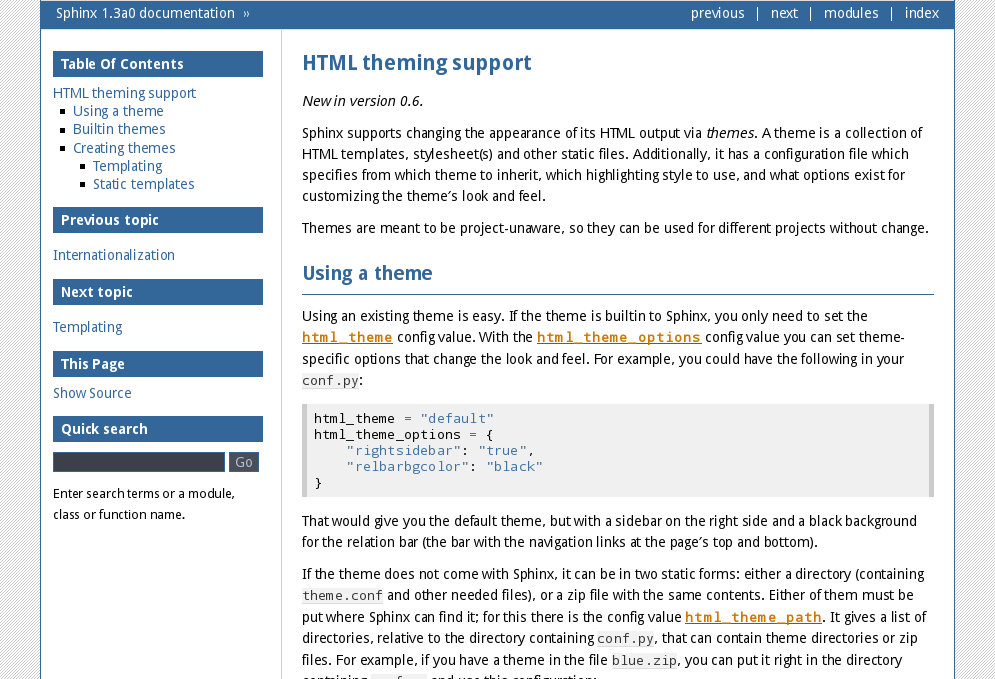 Sphinx 1.3a0 documentation »
previous | next | modules | index
Table Of Contents
HTML theming support
Using a theme
Builtin themes
Creating themes
Templating
Static templates
Previous topic
Internationalization
Next topic
Templating
This Page
Show Source
Quick search
Go
Enter search terms or a module,
class or function name.
HTML theming support
New in version 0.6.
Sphinx supports changing the appearance of its HTML output via themes. A theme is a collection of
HTML templates, stylesheet(s) and other static files. Additionally, it has a configuration file which
specifies from which theme to inherit, which highlighting style to use, and what options exist for
customizing the theme’s look and feel.
Themes are meant to be project-unaware, so they can be used for different projects without change.
Using a theme
Using an existing theme is easy. If the theme is builtin to Sphinx, you only need to set the
html_theme config value. With the html_theme_options config value you can set theme-
specific options that change the look and feel. For example, you could have the following in your
conf.py:
html_theme = "default"
html_theme_options = {
    "rightsidebar": "true",
    "relbarbgcolor": "black"
}
That would give you the default theme, but with a sidebar on the right side and a black background
for the relation bar (the bar with the navigation links at the page’s top and bottom).
If the theme does not come with Sphinx, it can be in two static forms: either a directory (containing
theme.conf and other needed files), or a zip file with the same contents. Either of them must be
put where Sphinx can find it; for this there is the config value html_theme_path. It gives a list of
directories, relative to the directory containing conf.py, that can contain theme directories or zip
files. For example, if you have a theme in the file blue.zip, you can put it right in the directory